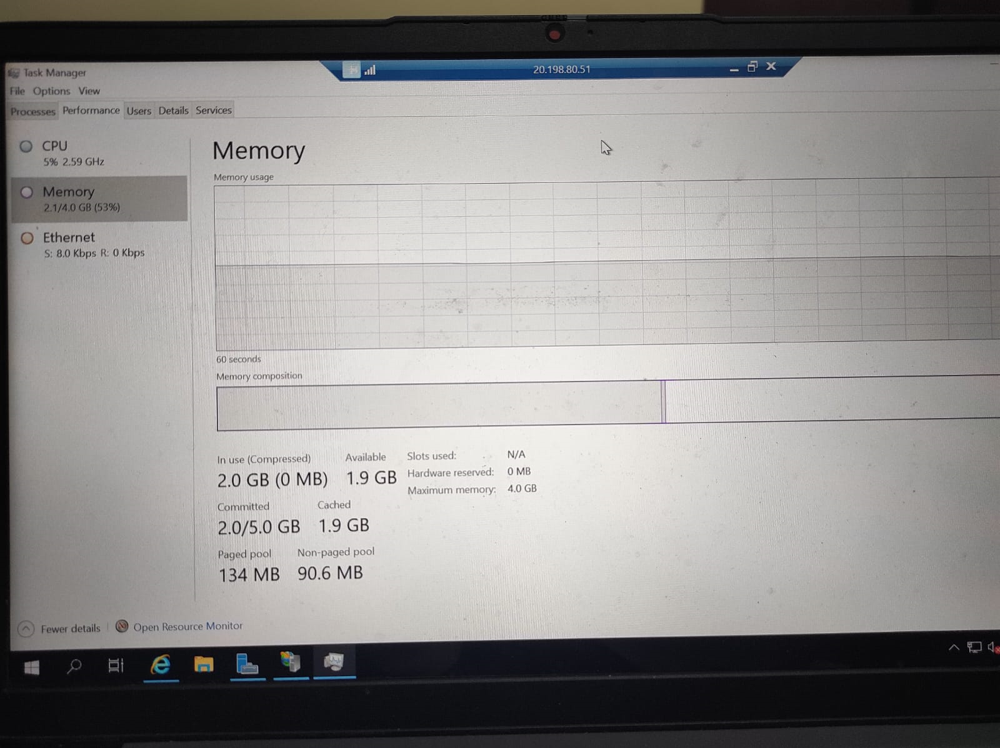 Task Manager
20.198.80.51
File Options View
Processes Performance Users Details Services
CPU
5% 2.59 GHz
Memory
2.1/4.0 GB (53%)
Ethernet
S: 8.0 Kbps R: 0 Kbps
Memory
Memory usage
60 seconds
Memory composition
In use (Compressed)
2.0 GB (0 MB)
Available
1.9 GB
Slots used: N/A
Hardware reserved: 0 MB
Maximum memory: 4.0 GB
Committed
2.0/5.0 GB
Cached
1.9 GB
Paged pool
134 MB
Non-paged pool
90.6 MB
Fewer details
Open Resource Monitor